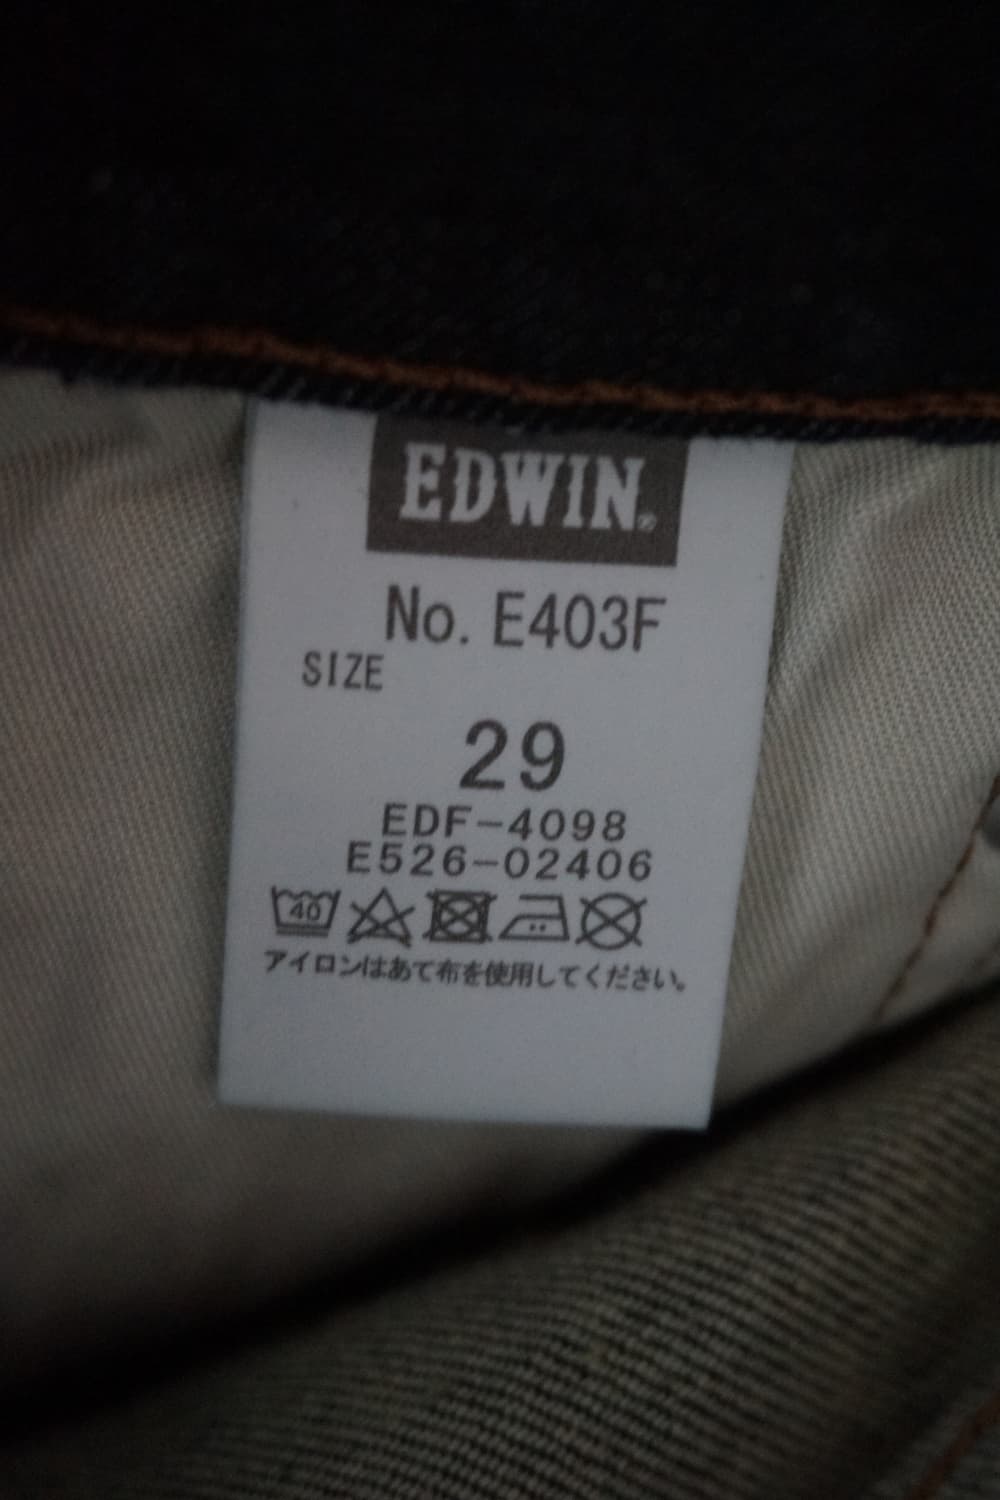 EDWIN®
No. E403F
SIZE
29
EDF-4098
E526-02406
40
アイロンはあて布を使用してください。